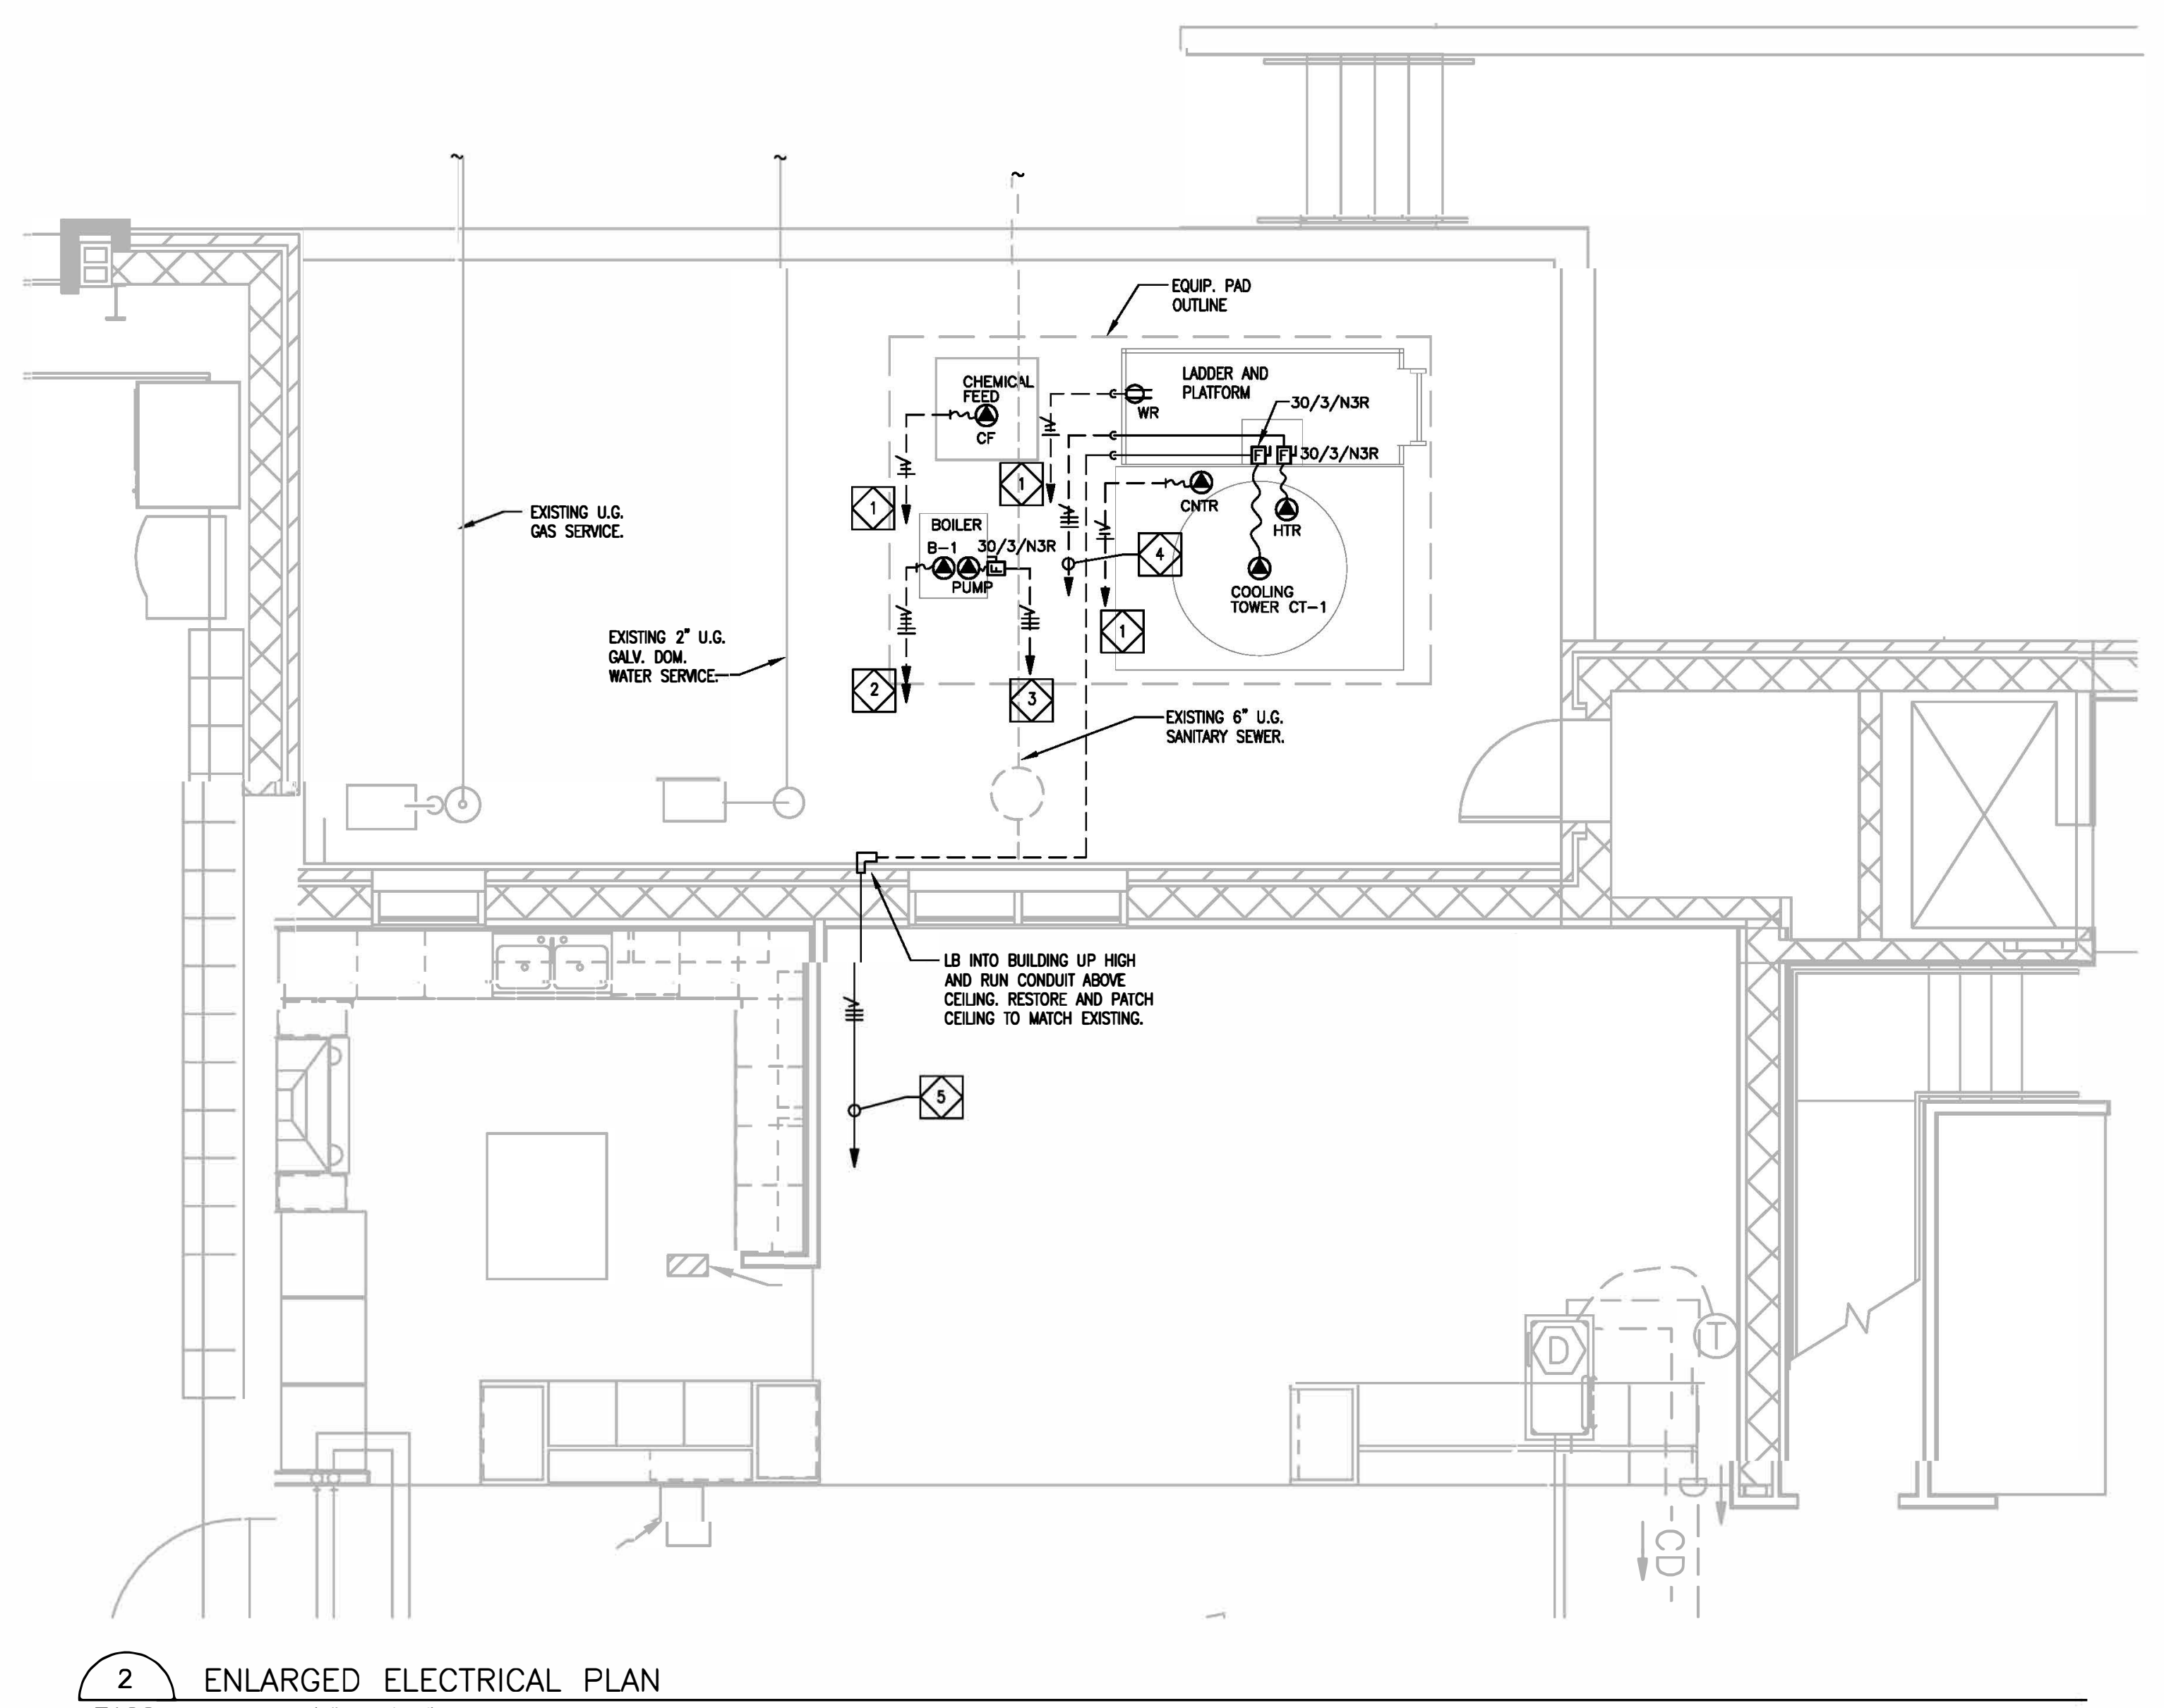 EQUIP. PAD
OUTLINE
LADDER AND
PLATFORM
CHEMICAL
FEED
CF
WR
30/3/N3R
F
F
30/3/N3R
1
1
CNTR
HTR
EXISTING U.G.
GAS SERVICE.
BOILER
B-1
30/3/N3R
F
PUMP
4
COOLING
TOWER CT-1
1
EXISTING 2" U.G.
GALV. DOM.
WATER SERVICE.
2
3
EXISTING 6" U.G.
SANITARY SEWER.
LB INTO BUILDING UP HIGH
AND RUN CONDUIT ABOVE
CEILING. RESTORE AND PATCH
CEILING TO MATCH EXISTING.
5
D
T
D
CD
2
ENLARGED ELECTRICAL PLAN